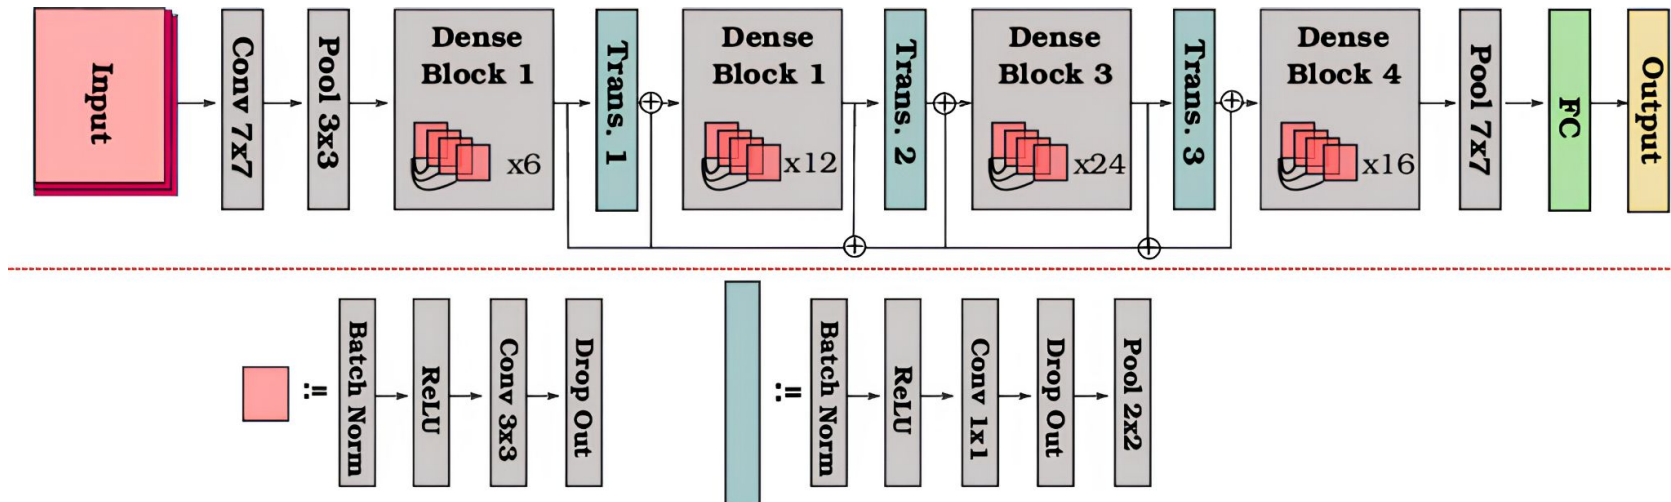 Input
Conv 7x7
Pool 3x3
Dense
Block 1
x6
Trans. 1
Dense
Block 1
x12
Trans. 2
Dense
Block 3
x24
Trans. 3
Dense
Block 4
x16
Pool 7x7
FC
Output
:=
Batch Norm
ReLU
Conv 3x3
Drop Out
:=
Batch Norm
ReLU
Conv 1x1
Drop Out
Pool 2x2